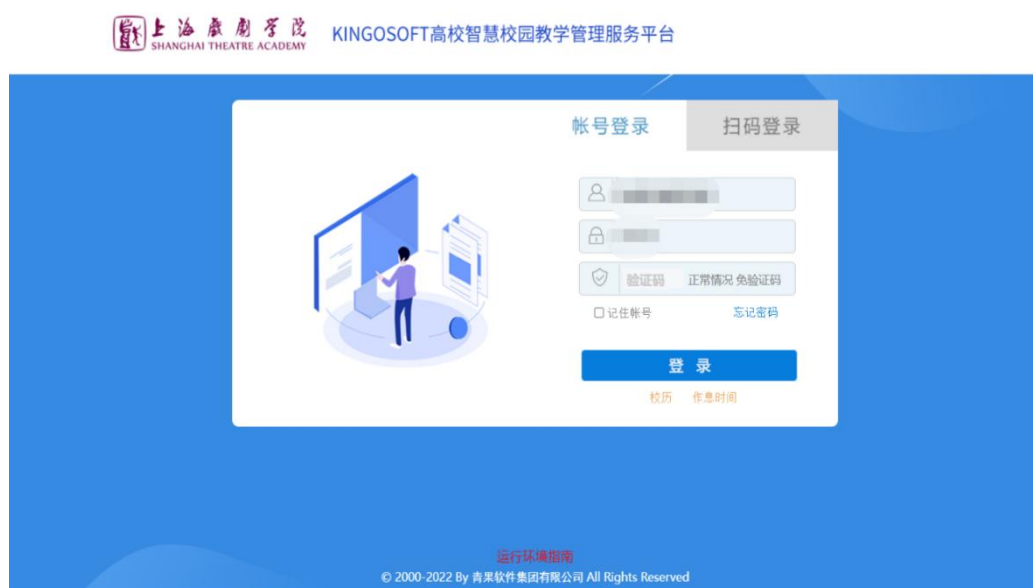 上海戲劇學院 KINGOSOFT高校智慧校园教学管理服务平台
SHANGHAI THEATRE ACADEMY
帐号登录 扫码登录
验证码 正常情况 免验证码
记住帐号 忘记密码
登 录
校历 作息时间
运行环境指南
© 2000-2022 By 青果软件集团有限公司 All Rights Reserved